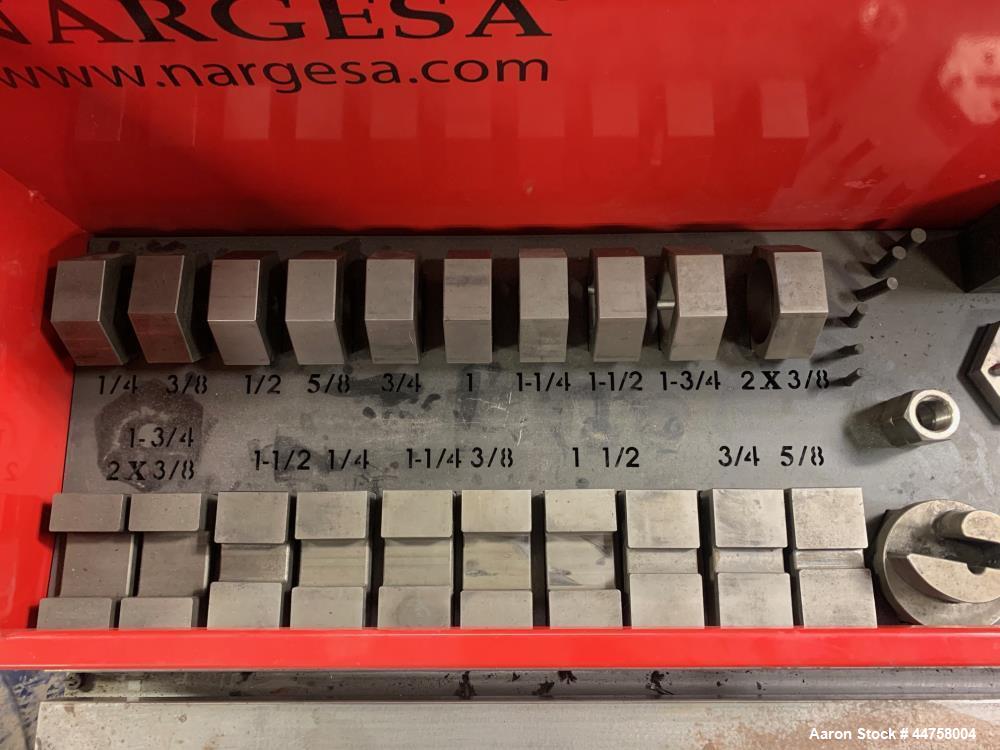 NARGESA
www.nargesa.com
1/4 3/8 1/2 5/8 3/4 1 1-1/4 1-1/2 1-3/4 2 X 3/8
1-3/4
2 X 3/8 1-1/2 1/4 1-1/4 3/8 1 1/2 3/4 5/8
Aaron Stock # 44758004